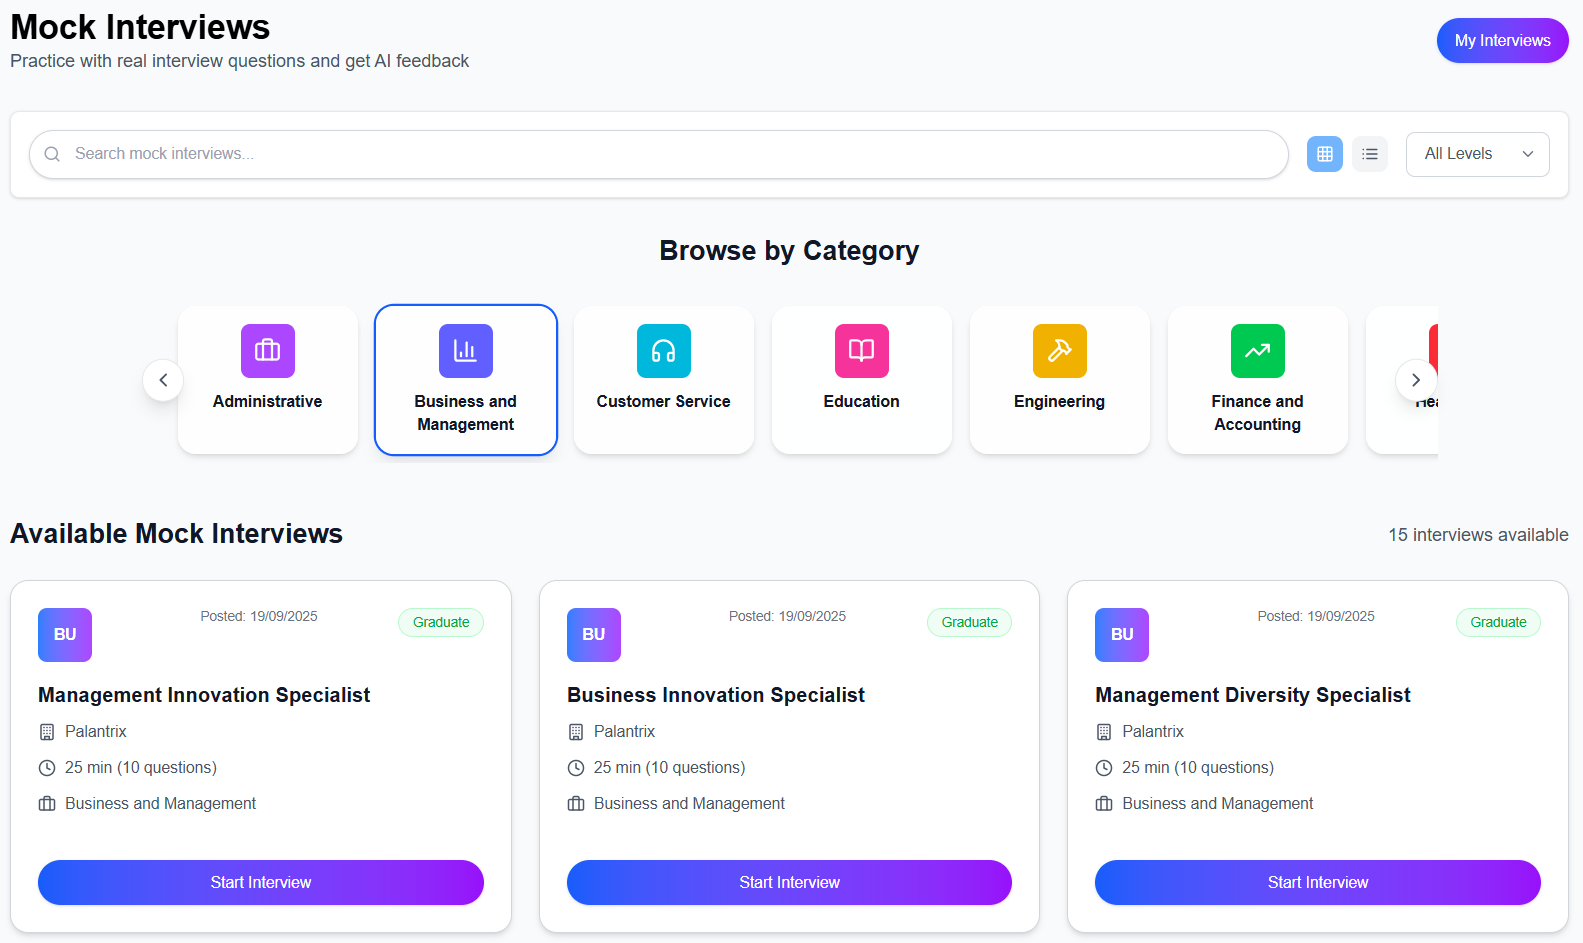 Mock Interviews
Practice with real interview questions and get AI feedback
My Interviews
Search mock interviews...
All Levels
Browse by Category
Administrative
Business and
Management
Customer Service
Education
Engineering
Finance and
Accounting
Available Mock Interviews
15 interviews available
BU
Posted: 19/09/2025
Graduate
Management Innovation Specialist
Palantrix
25 min (10 questions)
Business and Management
Start Interview
BU
Posted: 19/09/2025
Graduate
Business Innovation Specialist
Palantrix
25 min (10 questions)
Business and Management
Start Interview
BU
Posted: 19/09/2025
Graduate
Management Diversity Specialist
Palantrix
25 min (10 questions)
Business and Management
Start Interview